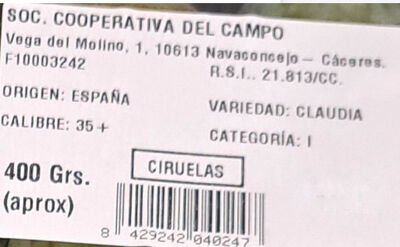 SOC. COOPERATIVA DEL CAMPO
Vega del Molino, 1, 10613 Navaconcejo – Cáceres.
F10003242 R.S.I.. 21.813/CC.
ORIGEN: ESPAÑA VARIEDAD: CLAUDIA
CALIBRE: 35+ CATEGORÍA: I
400 Grs. CIRUELAS
(aprox)
8 429242 040247